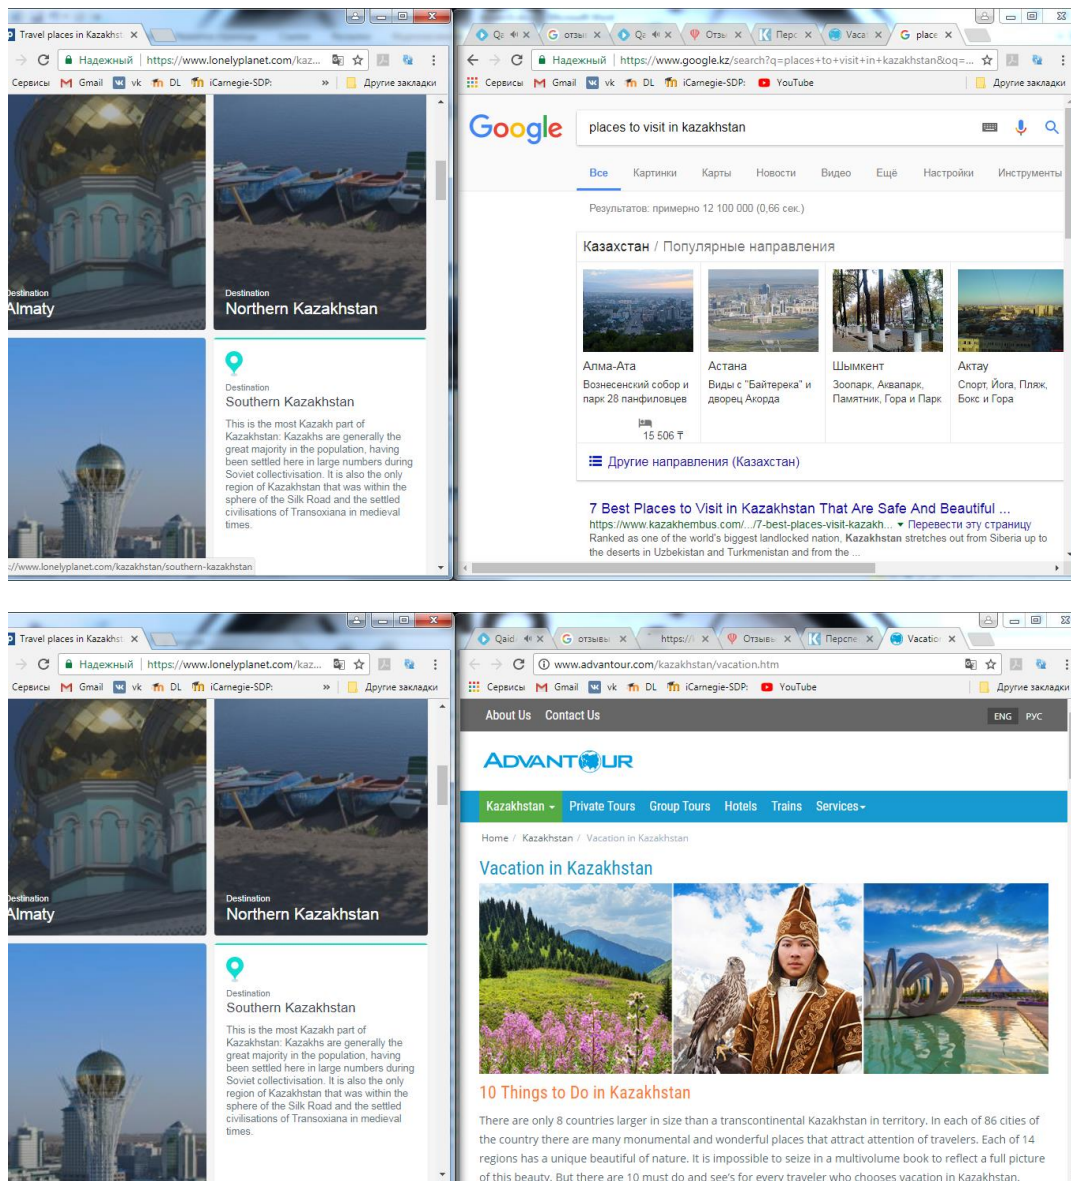 Travel places in Kazakhst
Надежный | https://www.lonelyplanet.com/kaz...
Сервисы Gmail vk DL iCarnegie-SDP: » Другие закладки
Destination
Almaty
Destination
Northern Kazakhstan
Destination
Southern Kazakhstan
This is the most Kazakh part of
Kazakhstan: Kazakhs are generally the
great majority in the population, having
been settled here in large numbers during
Soviet collectivisation. It is also the only
region of Kazakhstan that was within the
sphere of the Silk Road and the settled
civilisations of Transoxiana in medieval
times.
://www.lonelyplanet.com/kazakhstan/southern-kazakhstan
Qa отзы Qa Отзы Перс Vaca place
Надежный | https://www.google.kz/search?q=places+to+visit+in+kazakhstan&oq=...
Сервисы Gmail vk DL iCarnegie-SDP: YouTube Другие закладки
Google
places to visit in kazakhstan
Все Картинки Карты Новости Видео Ещё Настройки Инструменты
Результатов: примерно 12 100 000 (0,66 сек.)
Казахстан / Популярные направления
Алма-Ата
Вознесенский собор и
парк 28 панфиловцев
15 506 ₸
Астана
Виды с "Байтерека" и
дворец Акорда
Шымкент
Зоопарк, Аквапарк,
Памятник, Гора и Парк
Актау
Спорт, Йога, Пляж,
Бокс и Гора
Другие направления (Казахстан)
7 Best Places to Visit in Kazakhstan That Are Safe And Beautiful ...
https://www.kazakhembus.com/.../7-best-places-visit-kazakh... ▾ Перевести эту страницу
Ranked as one of the world's biggest landlocked nation, Kazakhstan stretches out from Siberia up to
the deserts in Uzbekistan and Turkmenistan and from the ...
Travel places in Kazakhst
Надежный | https://www.lonelyplanet.com/kaz...
Сервисы Gmail vk DL iCarnegie-SDP: » Другие закладки
Destination
Almaty
Destination
Northern Kazakhstan
Destination
Southern Kazakhstan
This is the most Kazakh part of
Kazakhstan: Kazakhs are generally the
great majority in the population, having
been settled here in large numbers during
Soviet collectivisation. It is also the only
region of Kazakhstan that was within the
sphere of the Silk Road and the settled
civilisations of Transoxiana in medieval
times.
Qaid отзывы https:// Отзыв Перспе Vacatio
www.advantour.com/kazakhstan/vacation.htm
Сервисы Gmail vk DL iCarnegie-SDP: YouTube Другие закладки
About Us Contact Us ENG РУС
ADVANTOUR
Kazakhstan Private Tours Group Tours Hotels Trains Services
Home / Kazakhstan / Vacation in Kazakhstan
Vacation in Kazakhstan
10 Things to Do in Kazakhstan
There are only 8 countries larger in size than a transcontinental Kazakhstan in territory. In each of 86 cities of
the country there are many monumental and wonderful places that attract attention of travelers. Each of 14
regions has a unique beautiful of nature. It is impossible to seize in a multivolume book to reflect a full picture
of this beauty. But there are 10 must do and see's for every traveler who chooses vacation in Kazakhstan.